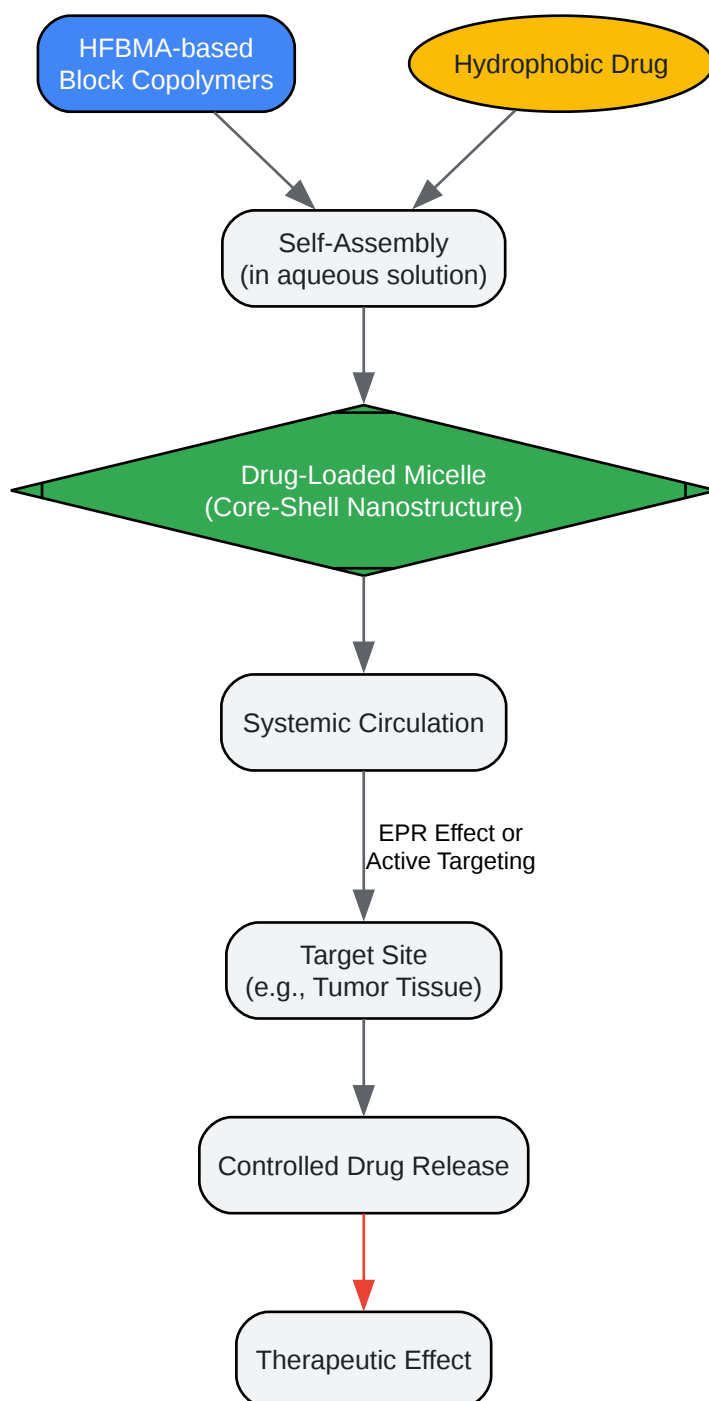 HFBMA-based
Block Copolymers
Hydrophobic Drug
Self-Assembly
(in aqueous solution)
Drug-Loaded Micelle
(Core-Shell Nanostructure)
Systemic Circulation
EPR Effect or
Active Targeting
Target Site
(e.g., Tumor Tissue)
Controlled Drug Release
Therapeutic Effect